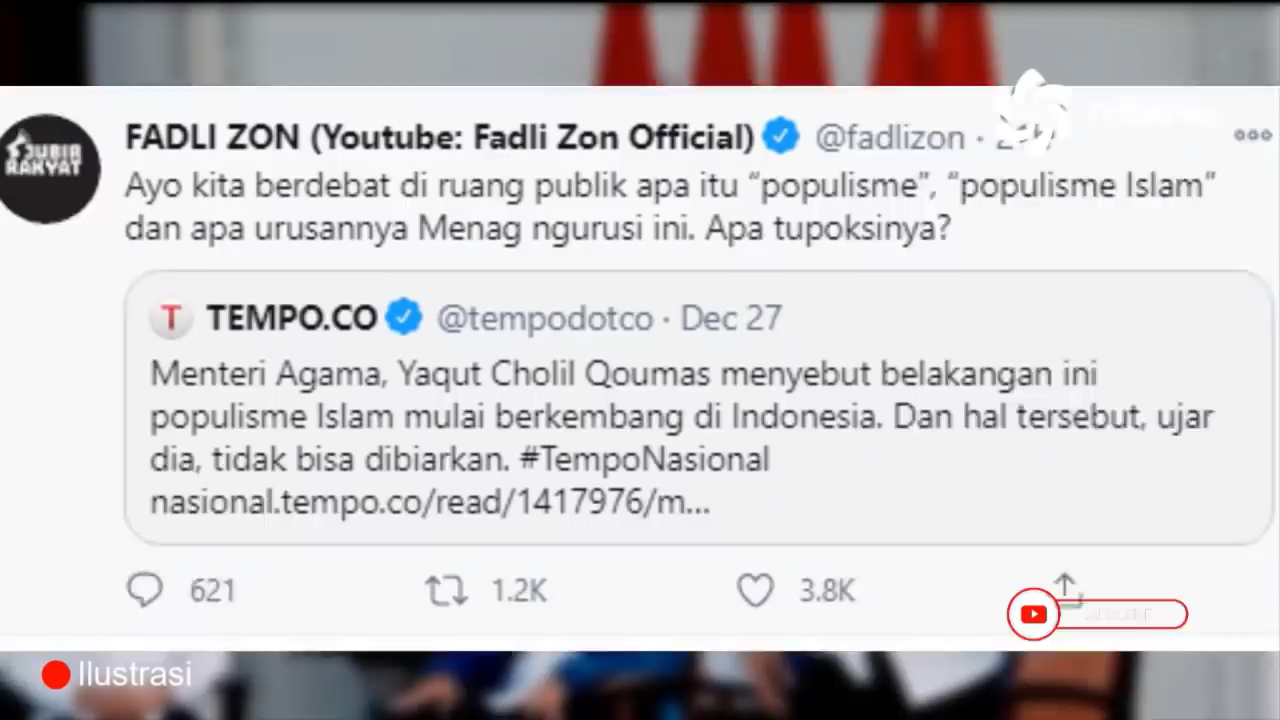 FADLI ZON (Youtube: Fadli Zon Official) @fadlizon ·
JUBIR
RAKYAT
Ayo kita berdebat di ruang publik apa itu “populisme”, “populisme Islam”
dan apa urusannya Menag ngurusi ini. Apa tupoksinya?
T TEMPO.CO @tempodotco · Dec 27
Menteri Agama, Yaqut Cholil Qoumas menyebut belakangan ini
populisme Islam mulai berkembang di Indonesia. Dan hal tersebut, ujar
dia, tidak bisa dibiarkan. #TempoNasional
nasional.tempo.co/read/1417976/m...
621 1.2K 3.8K
Ilustrasi